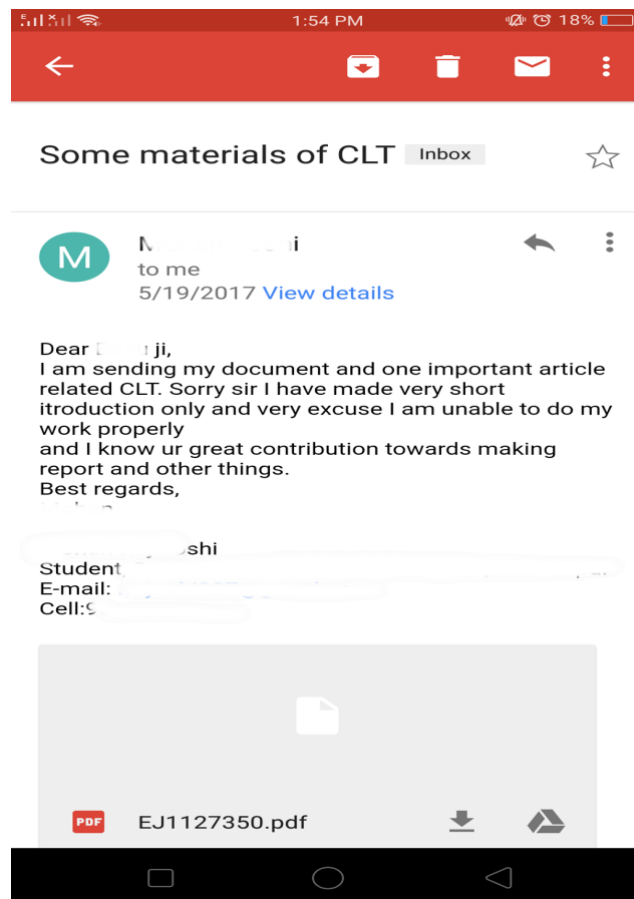 1:54 PM
18%
Some materials of CLT Inbox
M
to me
5/19/2017 View details
Dear ji,
I am sending my document and one important article
related CLT. Sorry sir I have made very short
itroduction only and very excuse I am unable to do my
work properly
and I know ur great contribution towards making
report and other things.
Best regards,
shi
Student
E-mail:
Cell:9
PDF EJ1127350.pdf